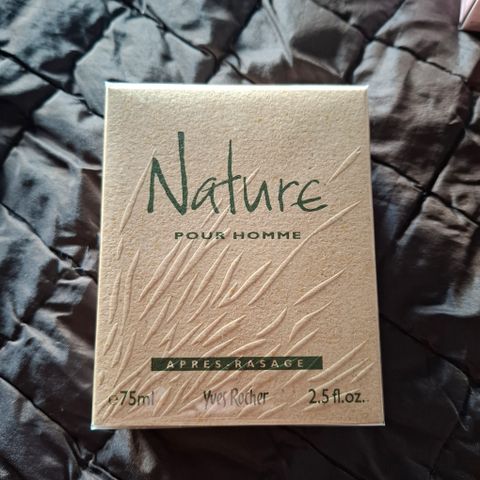 Nature
POUR HOMME
APRES-RASAGE
e75ml Yves Rocher 2.5 fl.oz.